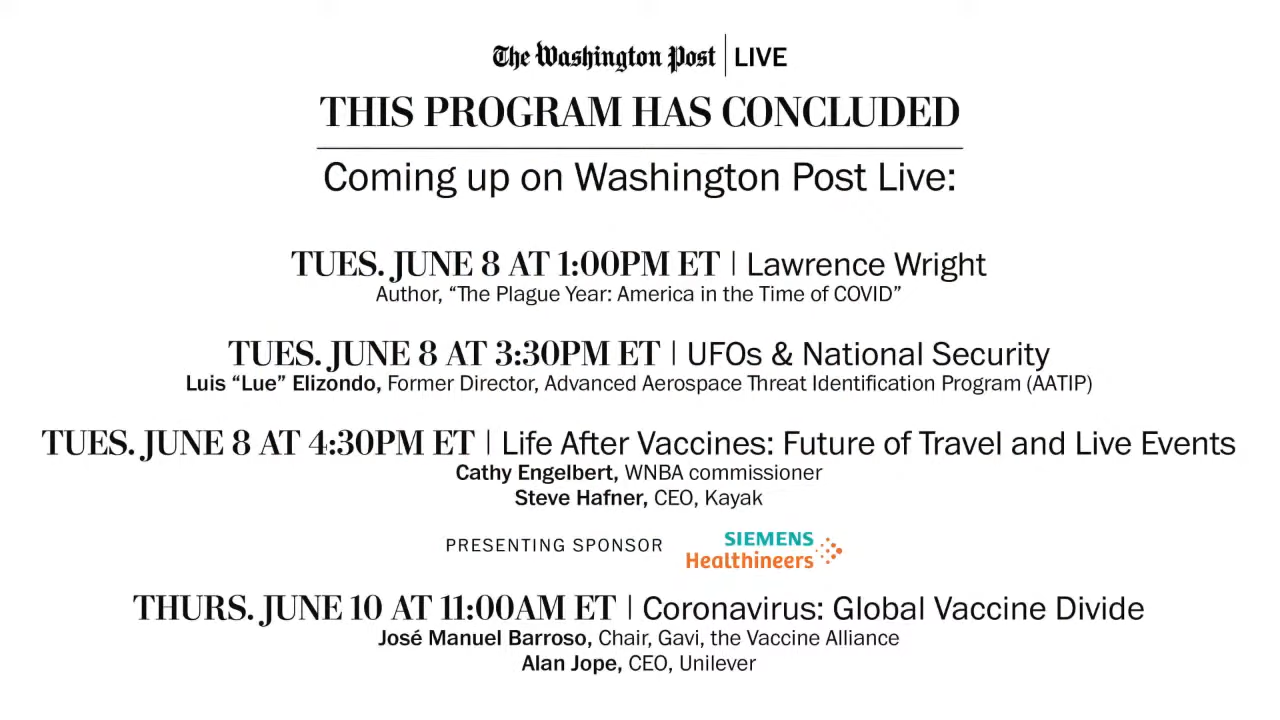 The Washington Post | LIVE
THIS PROGRAM HAS CONCLUDED
Coming up on Washington Post Live:
TUES. JUNE 8 AT 1:00PM ET | Lawrence Wright
Author, “The Plague Year: America in the Time of COVID”
TUES. JUNE 8 AT 3:30PM ET | UFOs & National Security
Luis “Lue” Elizondo, Former Director, Advanced Aerospace Threat Identification Program (AATIP)
TUES. JUNE 8 AT 4:30PM ET | Life After Vaccines: Future of Travel and Live Events
Cathy Engelbert, WNBA commissioner
Steve Hafner, CEO, Kayak
PRESENTING SPONSOR SIEMENS
Healthineers
THURS. JUNE 10 AT 11:00AM ET | Coronavirus: Global Vaccine Divide
José Manuel Barroso, Chair, Gavi, the Vaccine Alliance
Alan Jope, CEO, Unilever